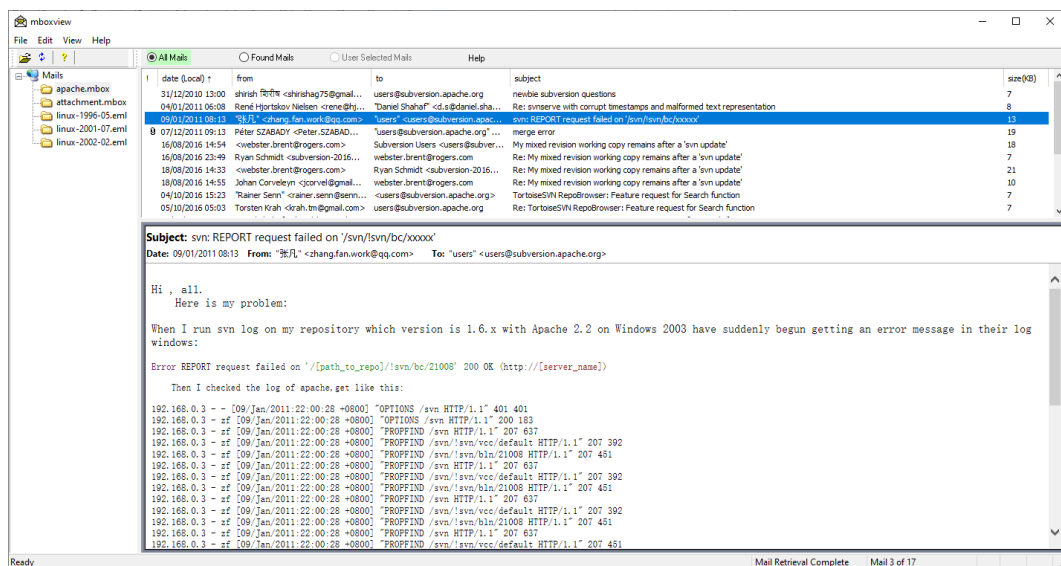 mboxview
File Edit View Help
All Mails Found Mails User Selected Mails Help
Mails
apache.mbox
attachment.mbox
linux-1996-05.eml
linux-2001-07.eml
linux-2002-02.eml
! date (Local) ↑ from to subject size(KB)
31/12/2010 13:00 shirish शिरीष <shirishag75@gmail... users@subversion.apache.org newbie subversion questions 7
04/01/2011 06:08 René Hjortskov Nielsen <rene@hj... "Daniel Shahaf" <d.s@daniel.sha... Re: svnserve with corrupt timestamps and malformed text representation 8
09/01/2011 08:13 "张凡" <zhang.fan.work@qq.com> "users" <users@subversion.apac... svn: REPORT request failed on '/svn/!svn/bc/xxxxx' 13
07/12/2011 09:13 Péter SZABADY <Peter.SZABAD... "users@subversion.apache.org" ... merge error 19
16/08/2016 14:54 <webster.brent@rogers.com> Subversion Users <users@subver... My mixed revision working copy remains after a 'svn update' 18
16/08/2016 23:49 Ryan Schmidt <subversion-2016... webster.brent@rogers.com Re: My mixed revision working copy remains after a 'svn update' 7
18/08/2016 14:33 <webster.brent@rogers.com> Ryan Schmidt <subversion-2016... Re: My mixed revision working copy remains after a 'svn update' 21
18/08/2016 14:55 Johan Corveleyn <jcorvel@gmail... webster.brent@rogers.com Re: My mixed revision working copy remains after a 'svn update' 10
04/10/2016 15:23 "Rainer Senn" <rainer.senn@senn... <users@subversion.apache.org> TortoiseSVN RepoBrowser: Feature request for Search function 7
05/10/2016 05:03 Torsten Krah <krah.tm@gmail.com> users@subversion.apache.org Re: TortoiseSVN RepoBrowser: Feature request for Search function 7
Subject: svn: REPORT request failed on '/svn/!svn/bc/xxxxx'
Date: 09/01/2011 08:13 From: "张凡" <zhang.fan.work@qq.com> To: "users" <users@subversion.apache.org>
Hi , all.
Here is my problem:
When I run svn log on my repository which version is 1.6.x with Apache 2.2 on Windows 2003 have suddenly begun getting an error message in their log
windows:
Error REPORT request failed on '/[path_to_repo]/!svn/bc/21008' 200 OK (http://[server_name])
Then I checked the log of apache,get like this:
192.168.0.3 - - [09/Jan/2011:22:00:28 +0800] "OPTIONS /svn HTTP/1.1" 401 401
192.168.0.3 - zf [09/Jan/2011:22:00:28 +0800] "OPTIONS /svn HTTP/1.1" 200 183
192.168.0.3 - zf [09/Jan/2011:22:00:28 +0800] "PROPFIND /svn HTTP/1.1" 207 637
192.168.0.3 - zf [09/Jan/2011:22:00:28 +0800] "PROPFIND /svn/!svn/vcc/default HTTP/1.1" 207 392
192.168.0.3 - zf [09/Jan/2011:22:00:28 +0800] "PROPFIND /svn/!svn/bln/21008 HTTP/1.1" 207 451
192.168.0.3 - zf [09/Jan/2011:22:00:28 +0800] "PROPFIND /svn HTTP/1.1" 207 637
192.168.0.3 - zf [09/Jan/2011:22:00:28 +0800] "PROPFIND /svn/!svn/vcc/default HTTP/1.1" 207 392
192.168.0.3 - zf [09/Jan/2011:22:00:28 +0800] "PROPFIND /svn/!svn/bln/21008 HTTP/1.1" 207 451
192.168.0.3 - zf [09/Jan/2011:22:00:28 +0800] "PROPFIND /svn HTTP/1.1" 207 637
192.168.0.3 - zf [09/Jan/2011:22:00:28 +0800] "PROPFIND /svn/!svn/vcc/default HTTP/1.1" 207 392
192.168.0.3 - zf [09/Jan/2011:22:00:28 +0800] "PROPFIND /svn/!svn/bln/21008 HTTP/1.1" 207 451
192.168.0.3 - zf [09/Jan/2011:22:00:28 +0800] "PROPFIND /svn HTTP/1.1" 207 637
192.168.0.3 - zf [09/Jan/2011:22:00:28 +0800] "PROPFIND /svn/!svn/vcc/default HTTP/1.1" 207 451
Ready Mail Retrieval Complete Mail 3 of 17